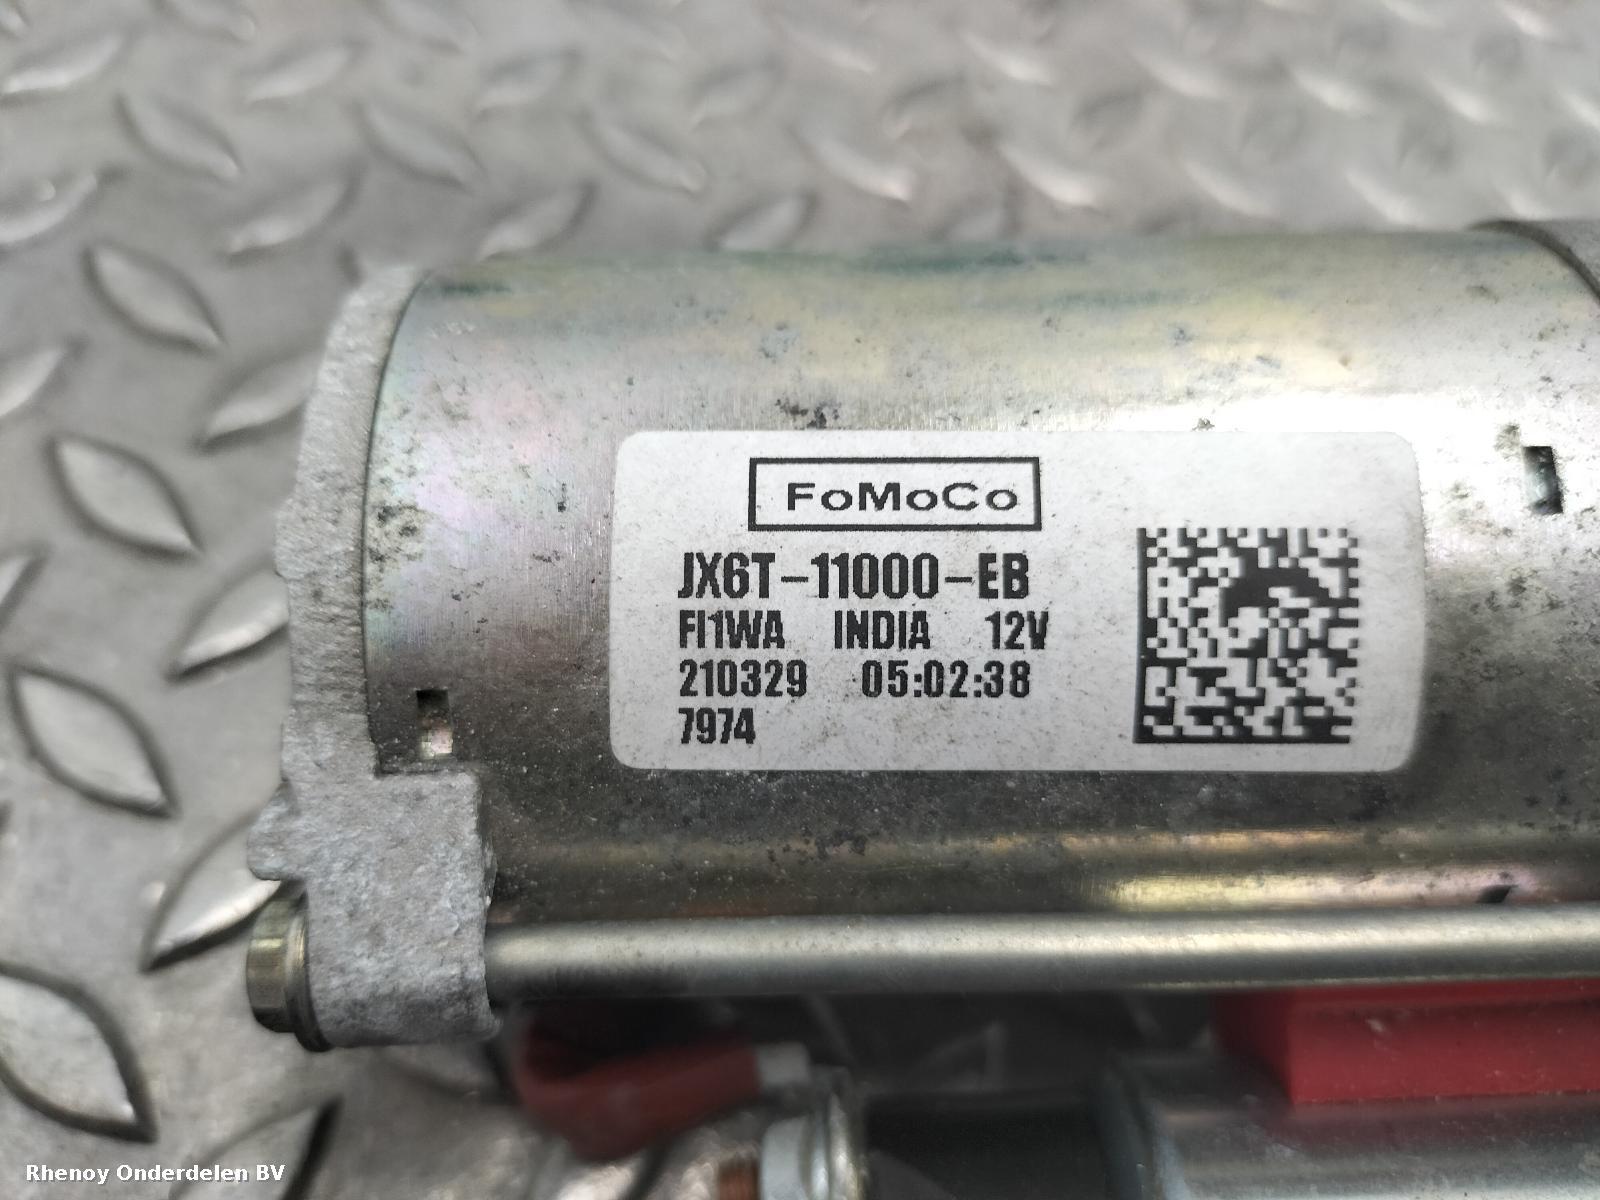 FoMoCo
JX6T-11000-EB
FI1WA INDIA 12V
210329 05:02:38
7974
Rhenoy Onderdelen BV